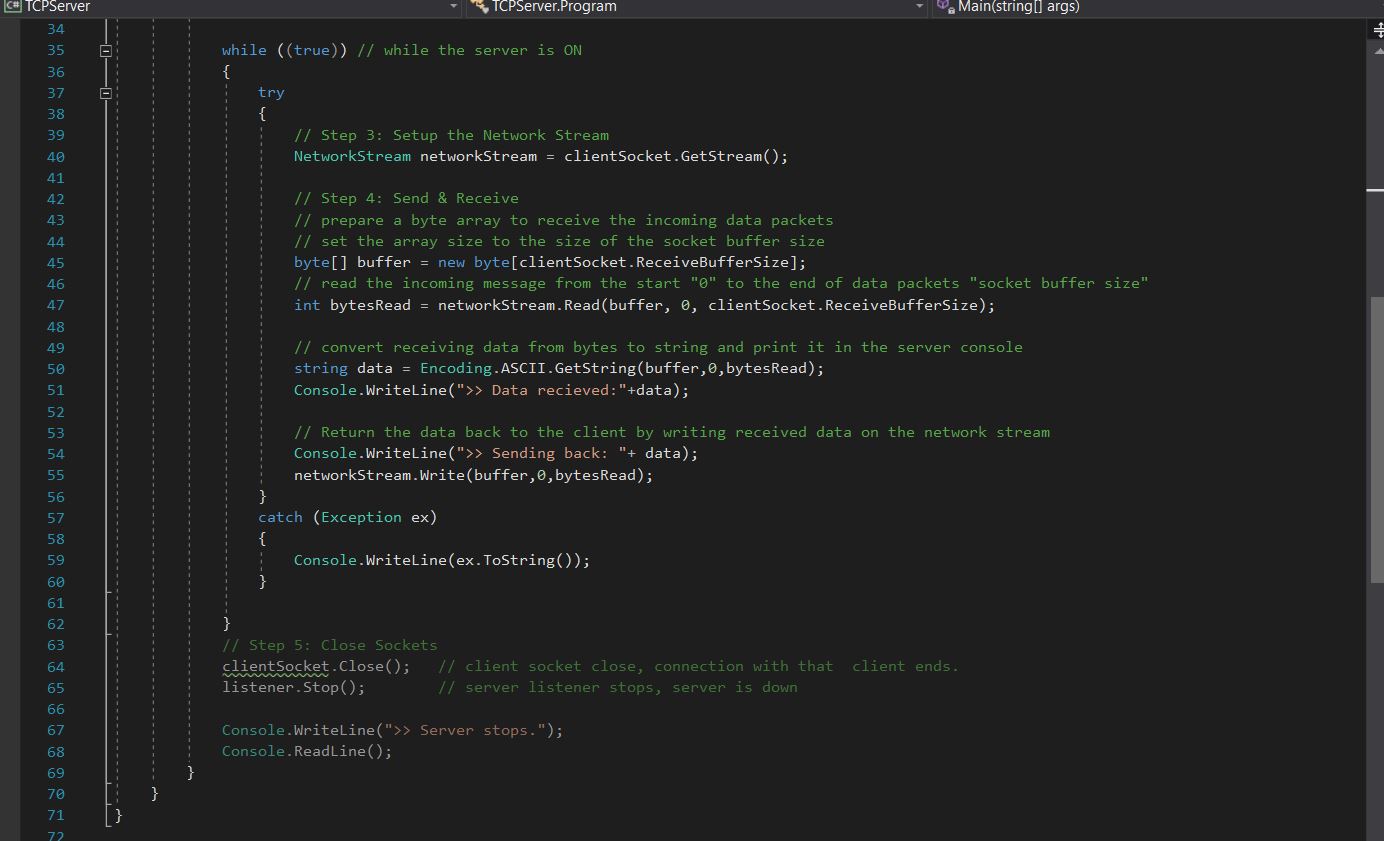 C# TCPServer TCPServer.Program Main(string[] args)
34
35 while ((true)) // while the server is ON
36 {
37 try
38 {
39 // Step 3: Setup the Network Stream
40 NetworkStream networkStream = clientSocket.GetStream();
41
42 // Step 4: Send & Receive
43 // prepare a byte array to receive the incoming data packets
44 // set the array size to the size of the socket buffer size
45 byte[] buffer = new byte[clientSocket.ReceiveBufferSize];
46 // read the incoming message from the start "0" to the end of data packets "socket buffer size"
47 int bytesRead = networkStream.Read(buffer, 0, clientSocket.ReceiveBufferSize);
48
49 // convert receiving data from bytes to string and print it in the server console
50 string data = Encoding.ASCII.GetString(buffer,0,bytesRead);
51 Console.WriteLine(">> Data recieved:"+data);
52
53 // Return the data back to the client by writing received data on the network stream
54 Console.WriteLine(">> Sending back: "+ data);
55 networkStream.Write(buffer,0,bytesRead);
56 }
57 catch (Exception ex)
58 {
59 Console.WriteLine(ex.ToString());
60 }
61
62 }
63 // Step 5: Close Sockets
64 clientSocket.Close(); // client socket close, connection with that  client ends.
65 listener.Stop(); // server listener stops, server is down
66
67 Console.WriteLine(">> Server stops.");
68 Console.ReadLine();
69 }
70 }
71 }
72